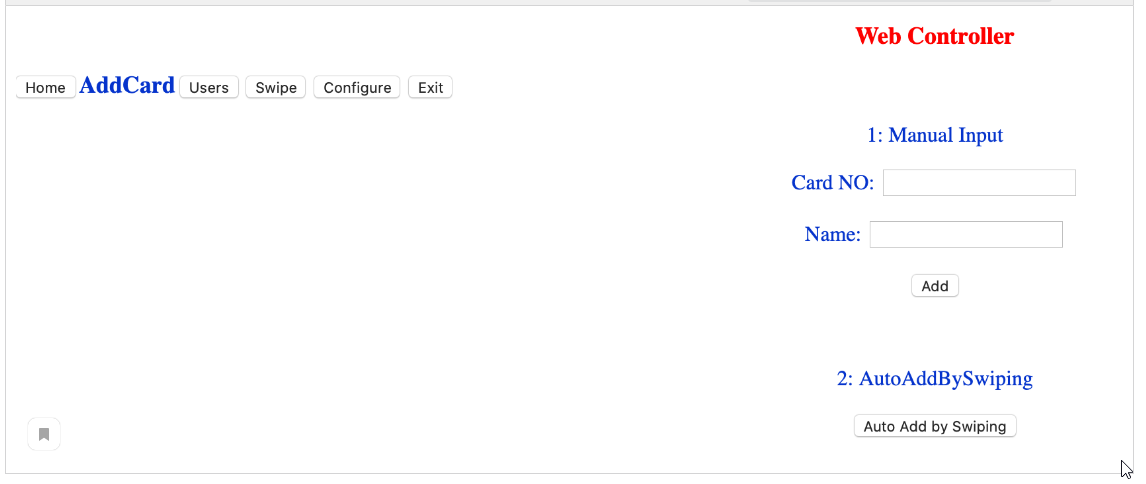 Web Controller
Home AddCard Users Swipe Configure Exit
1: Manual Input
Card NO:
Name:
Add
2: AutoAddBySwiping
Auto Add by Swiping